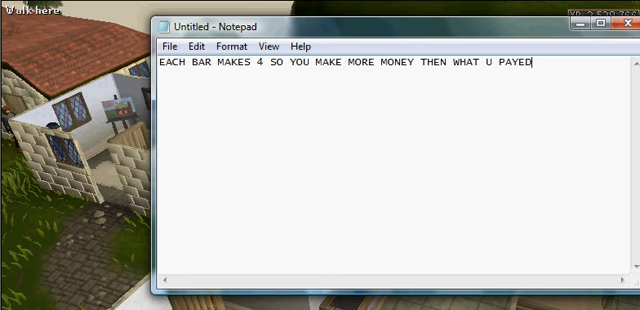 Walk here
Untitled - Notepad
File Edit Format View Help
EACH BAR MAKES 4 SO YOU MAKE MORE MONEY THEN WHAT U PAYED